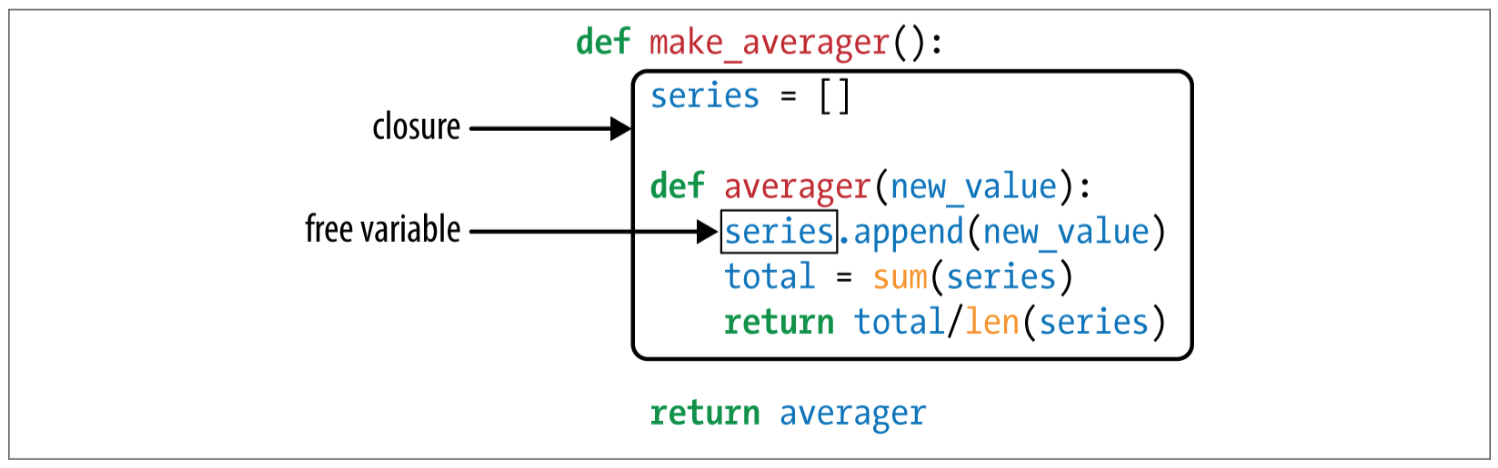 def make_averager():
series = []
closure
def averager(new_value):
free variable
series.append(new_value)
total = sum(series)
return total/len(series)
return averager